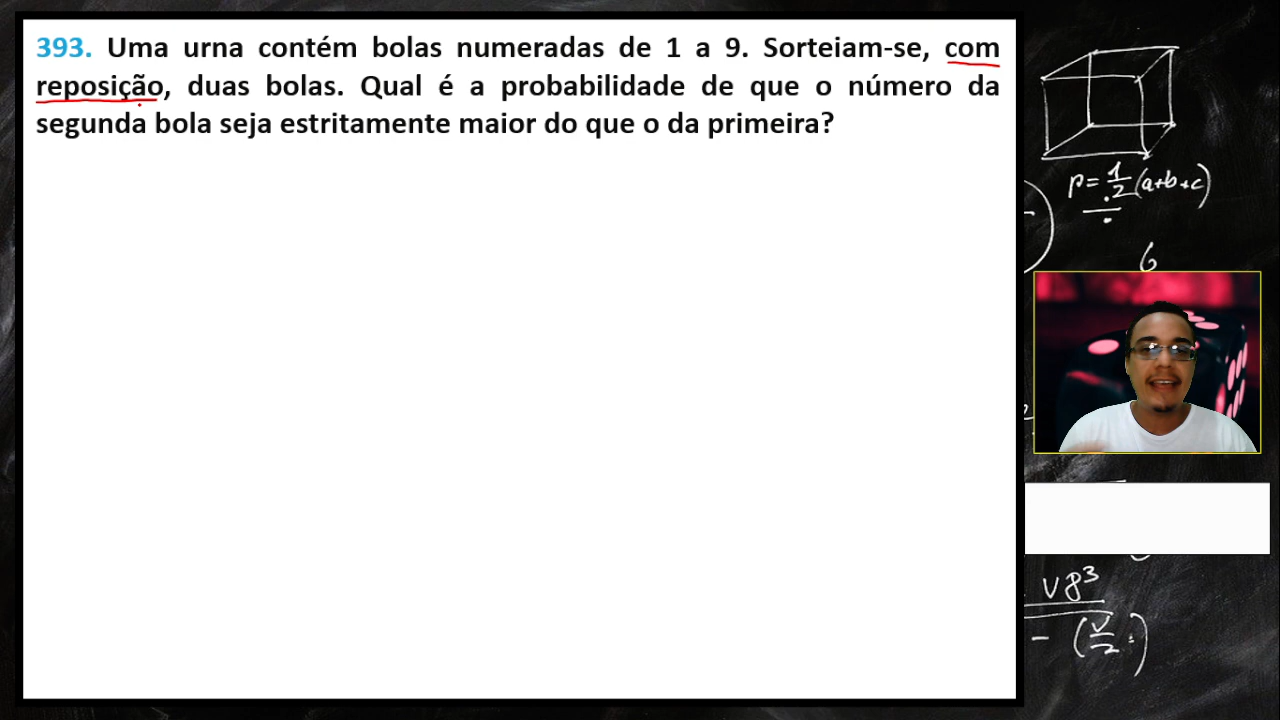 393. Uma urna contém bolas numeradas de 1 a 9. Sorteiam-se, com
reposição, duas bolas. Qual é a probabilidade de que o número da
segunda bola seja estritamente maior do que o da primeira?
p = 1/2 (a+b+c)
6
V8³
- (V/2